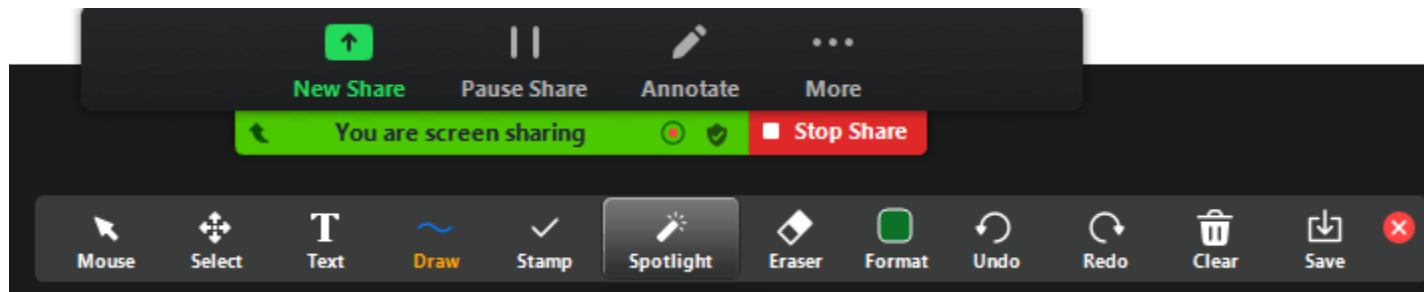 New Share Pause Share Annotate More
You are screen sharing Stop Share
Mouse Select Text Draw Stamp Spotlight Eraser Format Undo Redo Clear Save